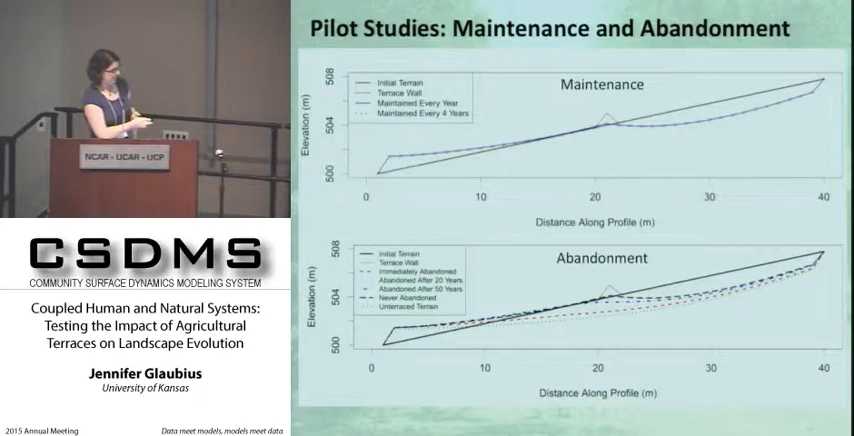 Pilot Studies: Maintenance and Abandonment
Maintenance
Initial Terrain
Terrace Wall
Maintained Every Year
Maintained Every 4 Years
Elevation (m)
508
504
500
0
10
20
30
40
Distance Along Profile (m)
Abandonment
Initial Terrain
Terrace Wall
Immediately Abandoned
Abandoned After 20 Years
Abandoned After 50 Years
Never Abandoned
Unterraced Terrain
Elevation (m)
508
504
500
0
10
20
30
40
Distance Along Profile (m)
NCAR - UCAR - UCP
CSDMS
COMMUNITY SURFACE DYNAMICS MODELING SYSTEM
Coupled Human and Natural Systems:
Testing the Impact of Agricultural
Terraces on Landscape Evolution
Jennifer Glaubius
University of Kansas
2015 Annual Meeting
Data meet models, models meet data